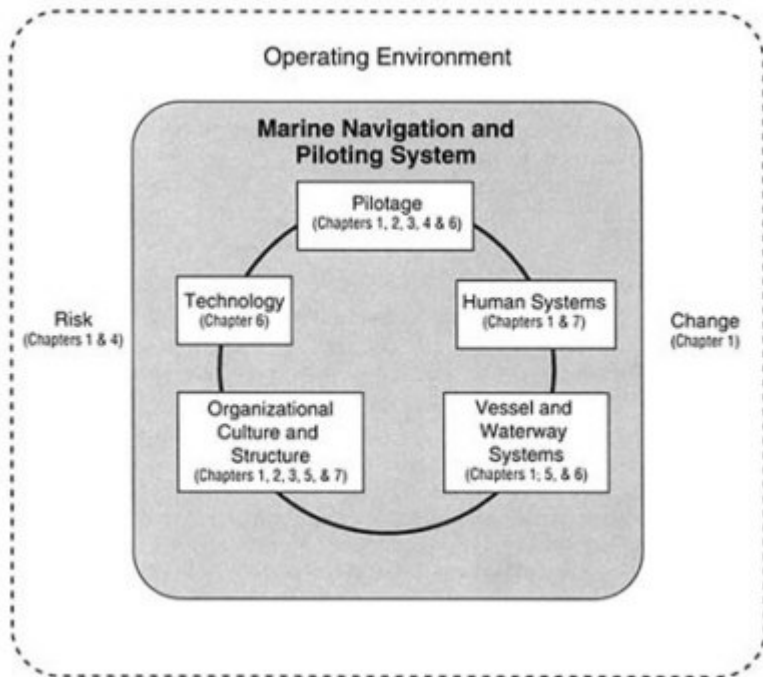 Operating Environment
Marine Navigation and
Piloting System
Pilotage
(Chapters 1, 2, 3, 4 & 6)
Technology
(Chapter 6)
Human Systems
(Chapters 1 & 7)
Risk
(Chapters 1 & 4)
Change
(Chapter 1)
Organizational
Culture and
Structure
(Chapters 1, 2, 3, 5, & 7)
Vessel and
Waterway
Systems
(Chapters 1; 5, & 6)